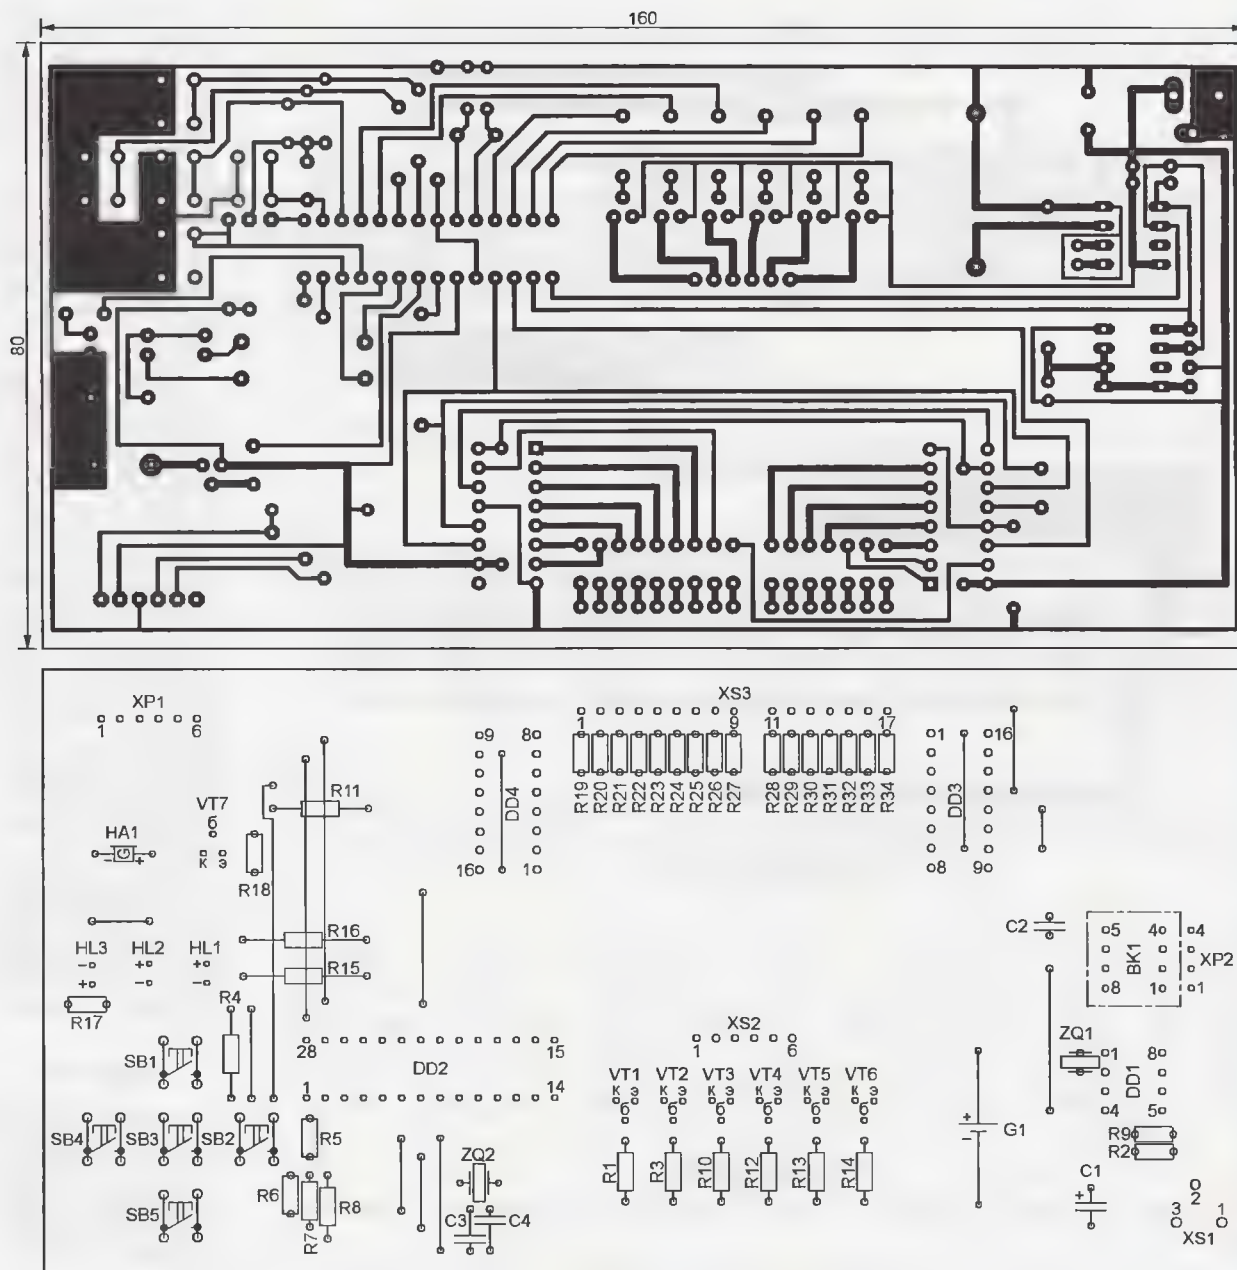 160
80
XP1
1 6
XS3
1 9 11 17
R19 R20 R21 R22 R23 R24 R25 R26 R27 R28 R29 R30 R31 R32 R33 R34
9 8
DD4
16 1
1 16
DD3
8 9
R11
VT7
б
к э
HA1
G
- +
R18
R16
R15
HL3 HL2 HL1
- + +
+ - -
R17
R4
C2
5 4
BK1
8 1
4
XP2
1
SB1
28 15
DD2
1 14
XS2
1 6
ZQ1
1 8
DD1
4 5
VT1 VT2 VT3 VT4 VT5 VT6
к э к э к э к э к э к э
б б б б б б
SB4 SB3 SB2
R5
R1 R3 R10 R12 R13 R14
+
G1
-
R9
R2
ZQ2
R6
R7
R8
SB5
C3 C4
C1
+
2
3 1
XS1